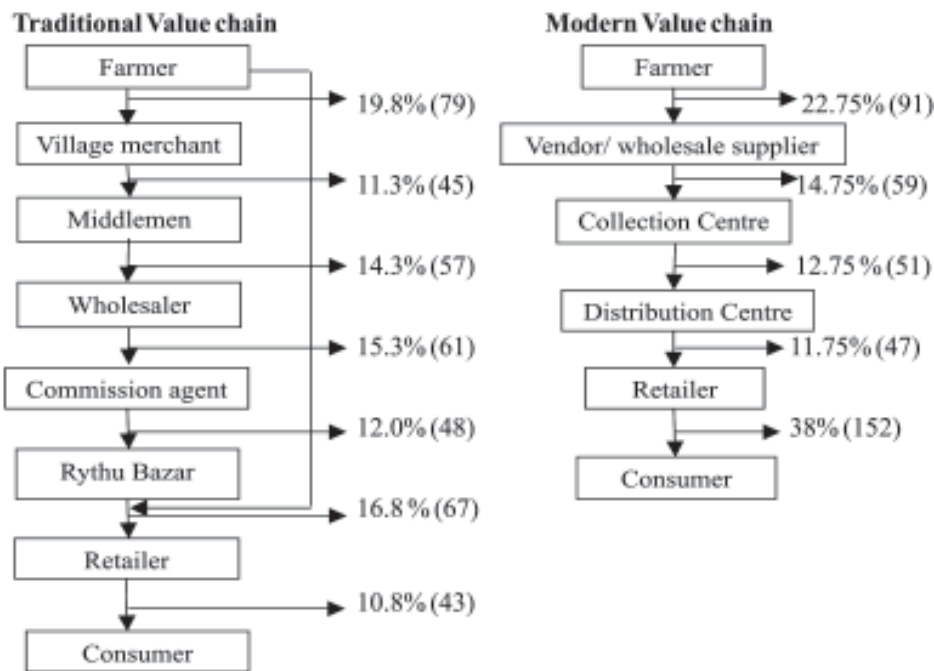 Traditional Value chain
Farmer
19.8% (79)
Village merchant
11.3% (45)
Middlemen
14.3% (57)
Wholesaler
15.3% (61)
Commission agent
12.0% (48)
Rythu Bazar
16.8 % (67)
Retailer
10.8% (43)
Consumer
Modern Value chain
Farmer
22.75% (91)
Vendor/ wholesale supplier
14.75% (59)
Collection Centre
12.75 % (51)
Distribution Centre
11.75% (47)
Retailer
38% (152)
Consumer